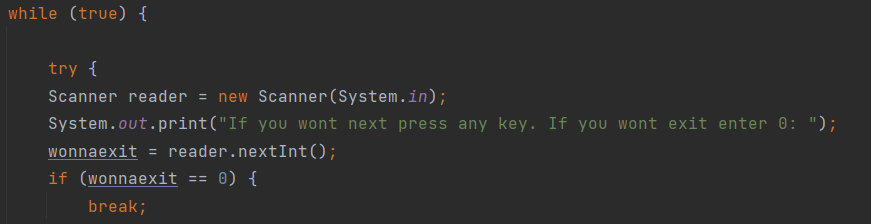 while (true) {
try {
Scanner reader = new Scanner(System.in);
System.out.print("If you wont next press any key. If you wont exit enter 0: ");
wonnaexit = reader.nextInt();
if (wonnaexit == 0) {
break;